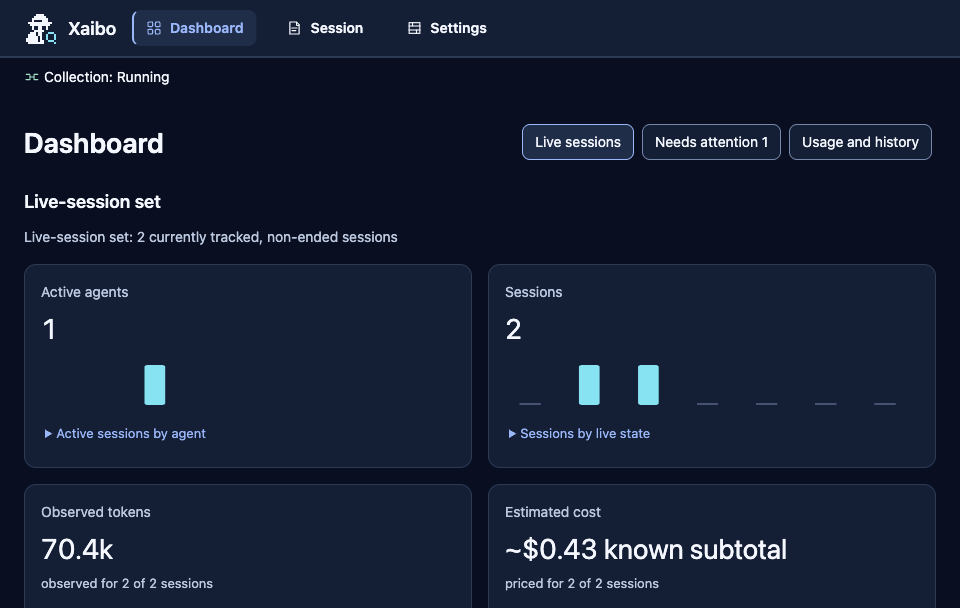 Xaibo
Dashboard
Session
Settings
Collection: Running
Dashboard
Live sessions
Needs attention 1
Usage and history
Live-session set
Live-session set: 2 currently tracked, non-ended sessions
Active agents
1
Active sessions by agent
Sessions
2
Sessions by live state
Observed tokens
70.4k
observed for 2 of 2 sessions
Estimated cost
~$0.43 known subtotal
priced for 2 of 2 sessions